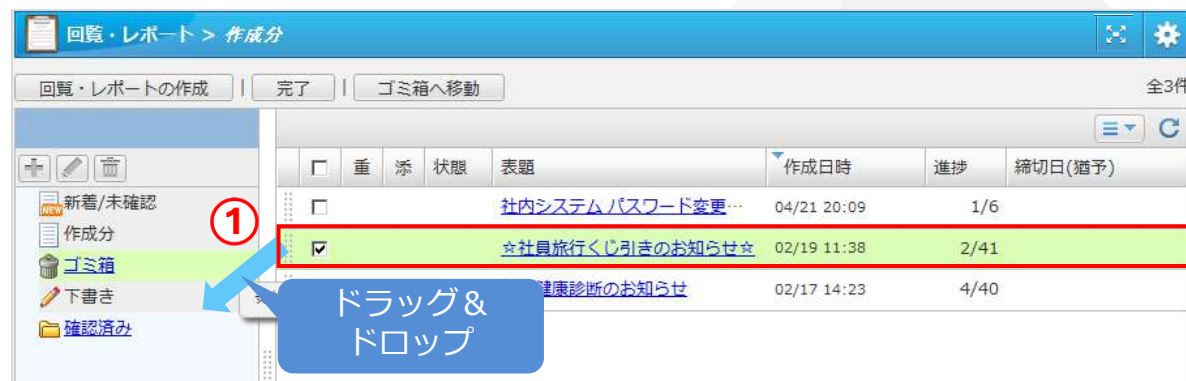 回覧・レポート > 作成分
回覧・レポートの作成 | 完了 | ゴミ箱へ移動 全3件
重 添 状態 表題 作成日時 進捗 締切日(猶予)
新着/未確認
作成分
ゴミ箱
下書き
確認済み
①
社内システム パスワード変更… 04/21 20:09 1/6
☆社員旅行くじ引きのお知らせ☆ 02/19 11:38 2/41
健康診断のお知らせ 02/17 14:23 4/40
ドラッグ&
ドロップ